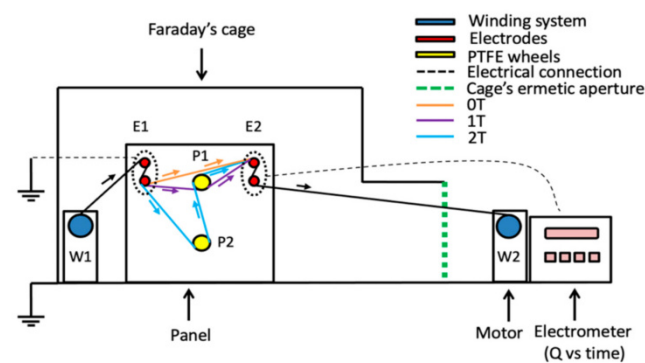 Faraday's cage
Winding system
Electrodes
PTFE wheels
Electrical connection
Cage's ermetic aperture
0T
1T
2T
E1
P1
E2
P2
W1
W2
Panel
Motor
Electrometer
(Q vs time)